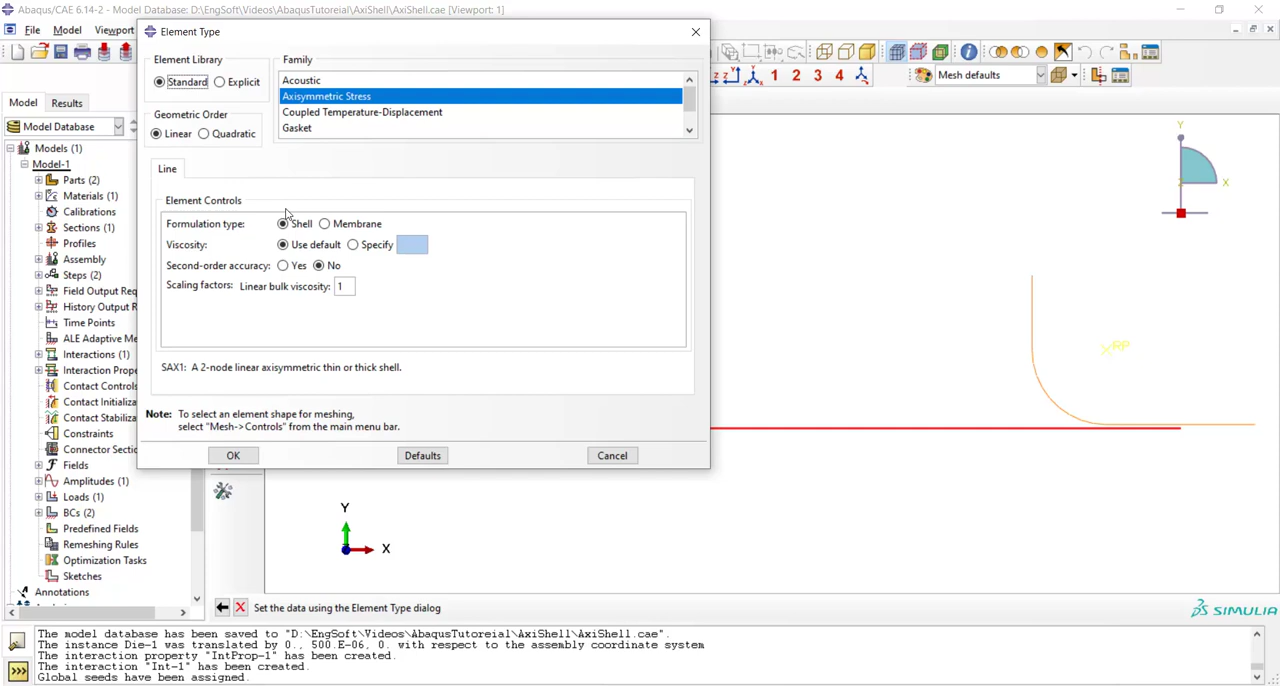 Abaqus/CAE 6.14-2 - Model Database: D:\EngSoft\Videos\AbaqusTutoreial\AxiShell\AxiShell.cae [Viewport: 1]
File Model Viewport
Element Type
Element Library
Standard Explicit
Geometric Order
Linear Quadratic
Family
Acoustic
Axisymmetric Stress
Coupled Temperature-Displacement
Gasket
Line
Element Controls
Formulation type: Shell Membrane
Viscosity: Use default Specify
Second-order accuracy: Yes No
Scaling factors: Linear bulk viscosity: 1
SAX1: A 2-node linear axisymmetric thin or thick shell.
Note: To select an element shape for meshing,
select "Mesh->Controls" from the main menu bar.
OK Defaults Cancel
1 2 3 4
Mesh defaults
Model Results
Model Database
Models (1)
Model-1
Parts (2)
Materials (1)
Calibrations
Sections (1)
Profiles
Assembly
Steps (2)
Field Output Req
History Output R
Time Points
ALE Adaptive Me
Interactions (1)
Interaction Prope
Contact Controls
Contact Initializa
Contact Stabiliza
Constraints
Connector Sectio
Fields
Amplitudes (1)
Loads (1)
BCs (2)
Predefined Fields
Remeshing Rules
Optimization Tasks
Sketches
Annotations
Y
X
Z
RP
Y
X
Set the data using the Element Type dialog
SIMULIA
The model database has been saved to "D:\EngSoft\Videos\AbaqusTutoreial\AxiShell\AxiShell.cae".
The instance Die-1 was translated by 0., 500.E-06, 0. with respect to the assembly coordinate system
The interaction property "IntProp-1" has been created.
The interaction "Int-1" has been created.
Global seeds have been assigned.